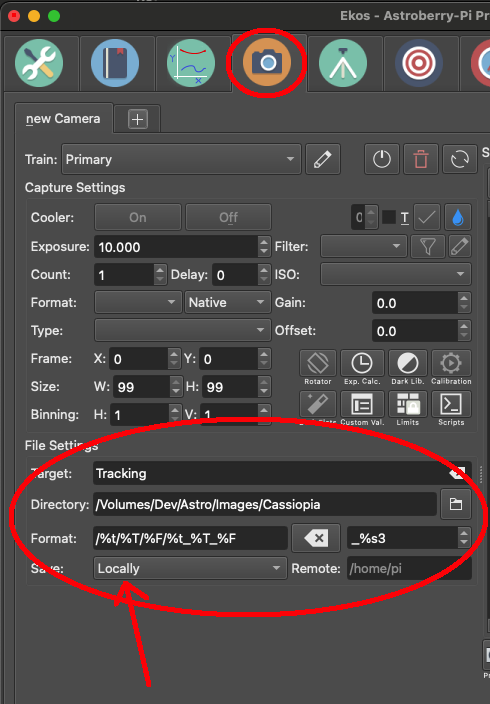 Ekos - Astroberry-Pi Pr
new Camera
Train: Primary
S
Capture Settings
Cooler: On Off 0 T
Exposure: 10.000 Filter:
Count: 1 Delay: 0 ISO:
Format: Native Gain: 0.0
Type: Offset: 0.0
Frame: X: 0 Y: 0
Rotator Exp. Calc. Dark Lib. Calibration
Size: W: 99 H: 99
Binning: H: 1 V: 1
Custom Val. Limits Scripts
File Settings
Target: Tracking
Directory: /Volumes/Dev/Astro/Images/Cassiopia
Format: /%t/%T/%F/%t_%T_%F _%s3
Save: Locally Remote: /home/pi